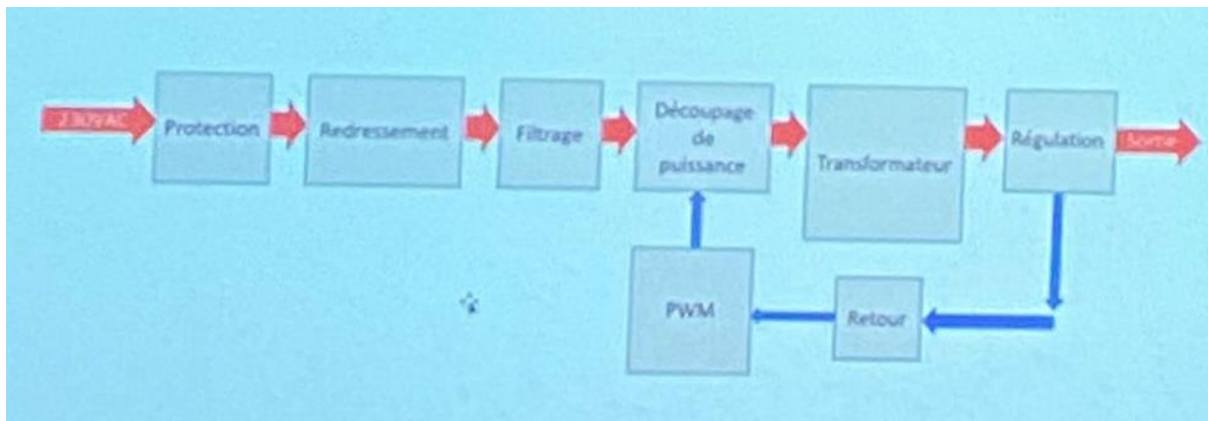 230VAC
Protection
Redressement
Filtrage
Découpage
de
puissance
Transformateur
Régulation
Sortie
PWM
Retour